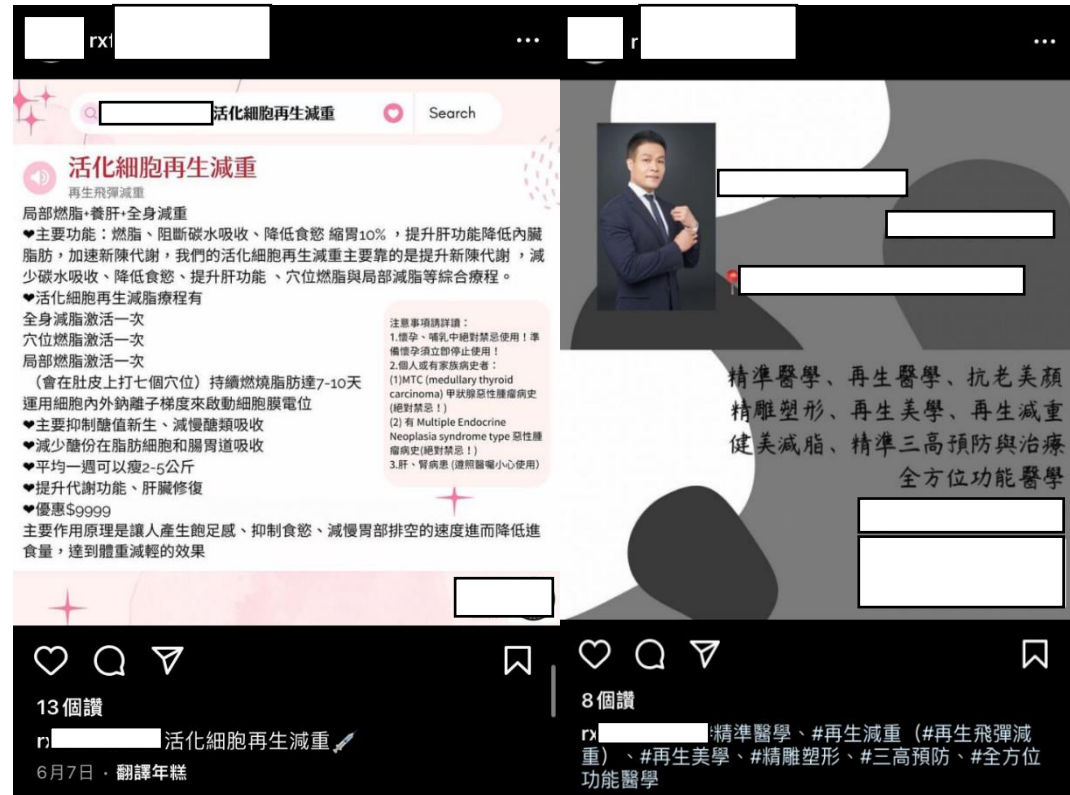 rxf
活化細胞再生減重
Search
活化細胞再生減重
再生飛彈減重
局部燃脂+養肝+全身減重
❤主要功能：燃脂、阻斷碳水吸收、降低食慾 縮胃10% ，提升肝功能降低內臟
脂肪，加速新陳代謝，我們的活化細胞再生減重主要靠的是提升新陳代謝 ，減
少碳水吸收、降低食慾、提升肝功能 、穴位燃脂與局部減脂等綜合療程。
❤活化細胞再生減脂療程有
全身減脂激活一次
穴位燃脂激活一次
局部燃脂激活一次
（會在肚皮上打七個穴位）持續燃燒脂肪達7-10天
運用細胞內外鈉離子梯度來啟動細胞膜電位
❤主要抑制醣值新生、減慢醣類吸收
❤減少醣份在脂肪細胞和腸胃道吸收
❤平均一週可以瘦2-5公斤
❤提升代謝功能、肝臟修復
❤優惠$9999
主要作用原理是讓人產生飽足感、抑制食慾、減慢胃部排空的速度進而降低進
食量，達到體重減輕的效果
注意事項請詳讀：
1.懷孕、哺乳中絕對禁忌使用！準
備懷孕須立即停止使用！
2.個人或有家族病史者：
(1)MTC (medullary thyroid
carcinoma) 甲狀腺惡性腫瘤病史
(絕對禁忌！)
(2) 有 Multiple Endocrine
Neoplasia syndrome type 惡性腫
瘤病史(絕對禁忌！)
3.肝、腎病患 (遵照醫囑小心使用)
13個讚
活化細胞再生減重
6月7日 · 翻譯年糕
r
精準醫學、再生醫學、抗老美顏
精雕塑形、再生美學、再生減重
健美減脂、精準三高預防與治療
全方位功能醫學
8個讚
rx #精準醫學、#再生減重（#再生飛彈減
重）、#再生美學、#精雕塑形、#三高預防、#全方位
功能醫學